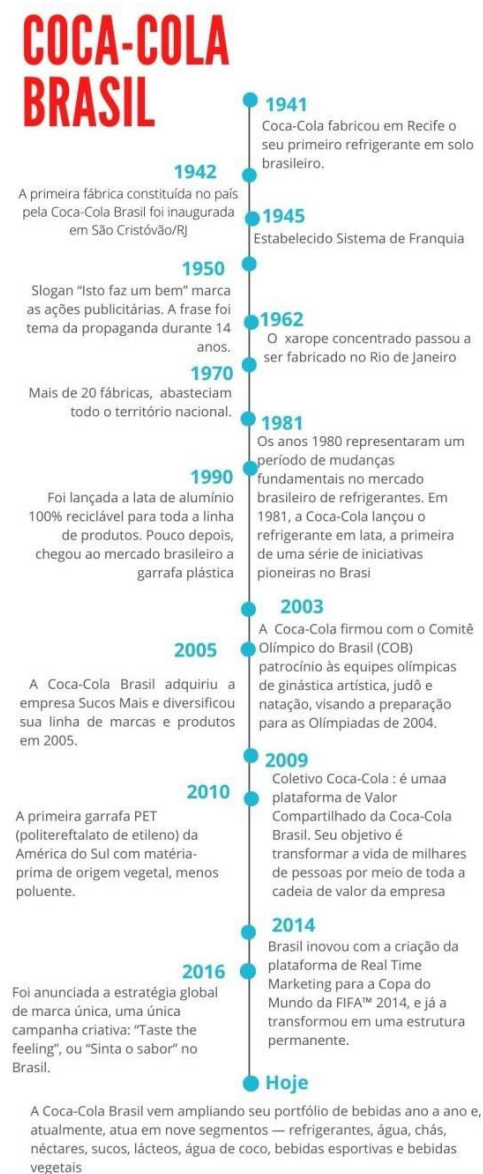 COCA-COLA
BRASIL
1941
Coca-Cola fabricou em Recife o
seu primeiro refrigerante em solo
brasileiro.
1942
A primeira fábrica constituída no país
pela Coca-Cola Brasil foi inaugurada
em São Cristóvão/RJ
1945
Estabelecido Sistema de Franquia
1950
Slogan “Isto faz um bem” marca
as ações publicitárias. A frase foi
tema da propaganda durante 14
anos.
1962
O xarope concentrado passou a
ser fabricado no Rio de Janeiro
1970
Mais de 20 fábricas, abasteciam
todo o território nacional.
1981
Os anos 1980 representaram um
período de mudanças
fundamentais no mercado
brasileiro de refrigerantes. Em
1981, a Coca-Cola lançou o
refrigerante em lata, a primeira
de uma série de iniciativas
pioneiras no Brasi
1990
Foi lançada a lata de alumínio
100% reciclável para toda a linha
de produtos. Pouco depois,
chegou ao mercado brasileiro a
garrafa plástica
2003
A Coca-Cola firmou com o Comitê
Olímpico do Brasil (COB)
patrocínio às equipes olímpicas
de ginástica artística, judô e
natação, visando a preparação
para as Olímpiadas de 2004.
2005
A Coca-Cola Brasil adquiriu a
empresa Sucos Mais e diversificou
sua linha de marcas e produtos
em 2005.
2009
Coletivo Coca-Cola : é umaa
plataforma de Valor
Compartilhado da Coca-Cola
Brasil. Seu objetivo é
transformar a vida de milhares
de pessoas por meio de toda a
cadeia de valor da empresa
2010
A primeira garrafa PET
(politereftalato de etileno) da
América do Sul com matéria-
prima de origem vegetal, menos
poluente.
2014
Brasil inovou com a criação da
plataforma de Real Time
Marketing para a Copa do
Mundo da FIFA™ 2014, e já a
transformou em uma estrutura
permanente.
2016
Foi anunciada a estratégia global
de marca única, uma única
campanha criativa: “Taste the
feeling”, ou “Sinta o sabor” no
Brasil.
Hoje
A Coca-Cola Brasil vem ampliando seu portfólio de bebidas ano a ano e,
atualmente, atua em nove segmentos — refrigerantes, água, chás,
néctares, sucos, lácteos, água de coco, bebidas esportivas e bebidas
vegetais